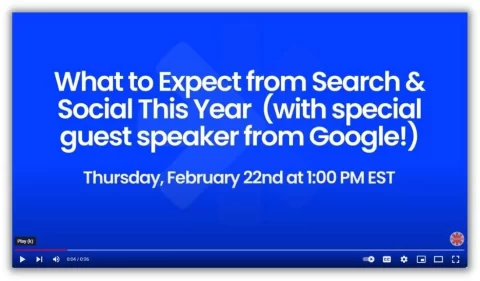 What to Expect from Search &
Social This Year (with special
guest speaker from Google!)
Thursday, February 22nd at 1:00 PM EST
Play (k)
0:04 / 0:36